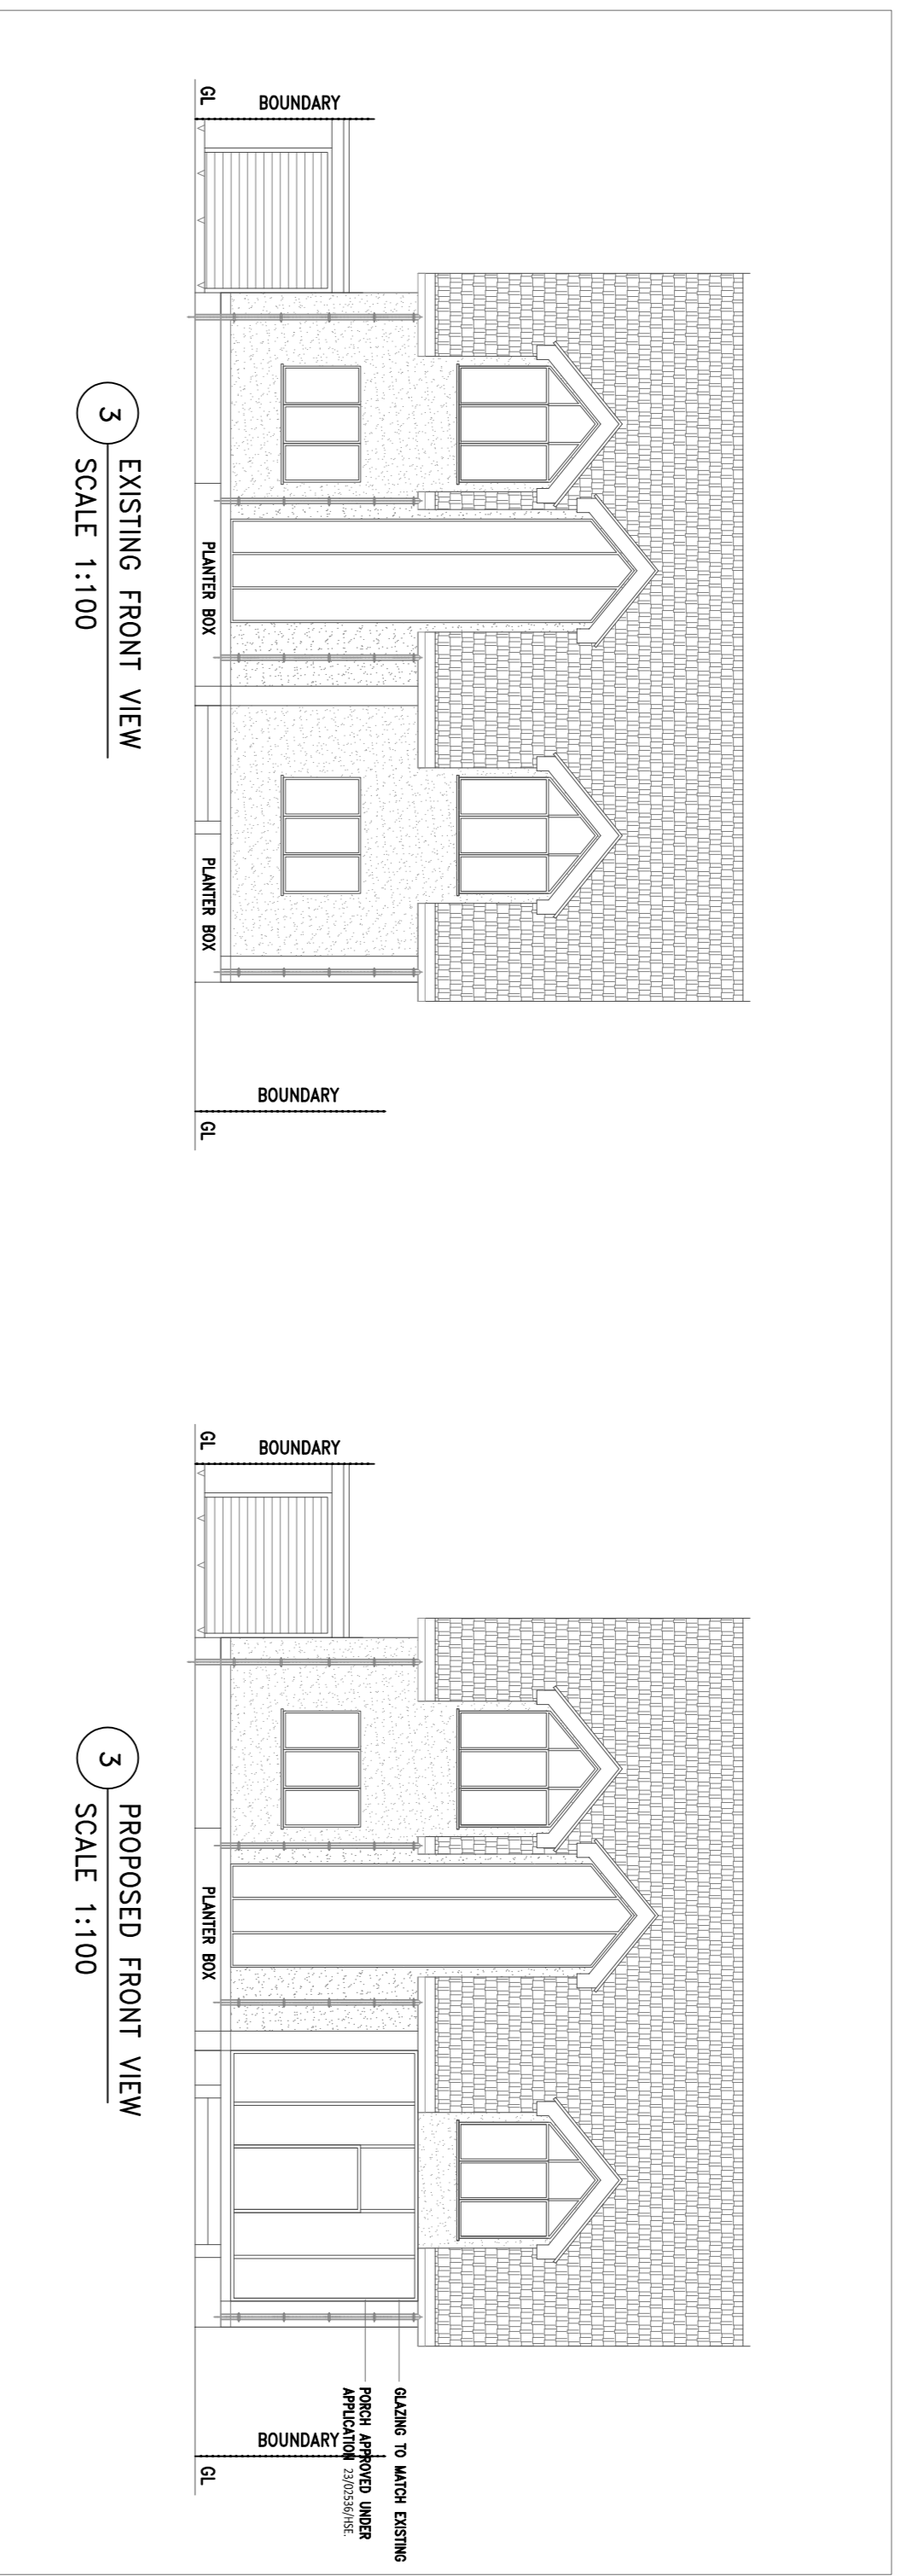 GL
BOUNDARY
PLANTER BOX
PLANTER BOX
BOUNDARY
GL
3
EXISTING FRONT VIEW
SCALE 1:100
GL
BOUNDARY
PLANTER BOX
GLAZING TO MATCH EXISTING
PORCH APPROVED UNDER
APPLICATION 23/02536/HSE.
BOUNDARY
GL
3
PROPOSED FRONT VIEW
SCALE 1:100